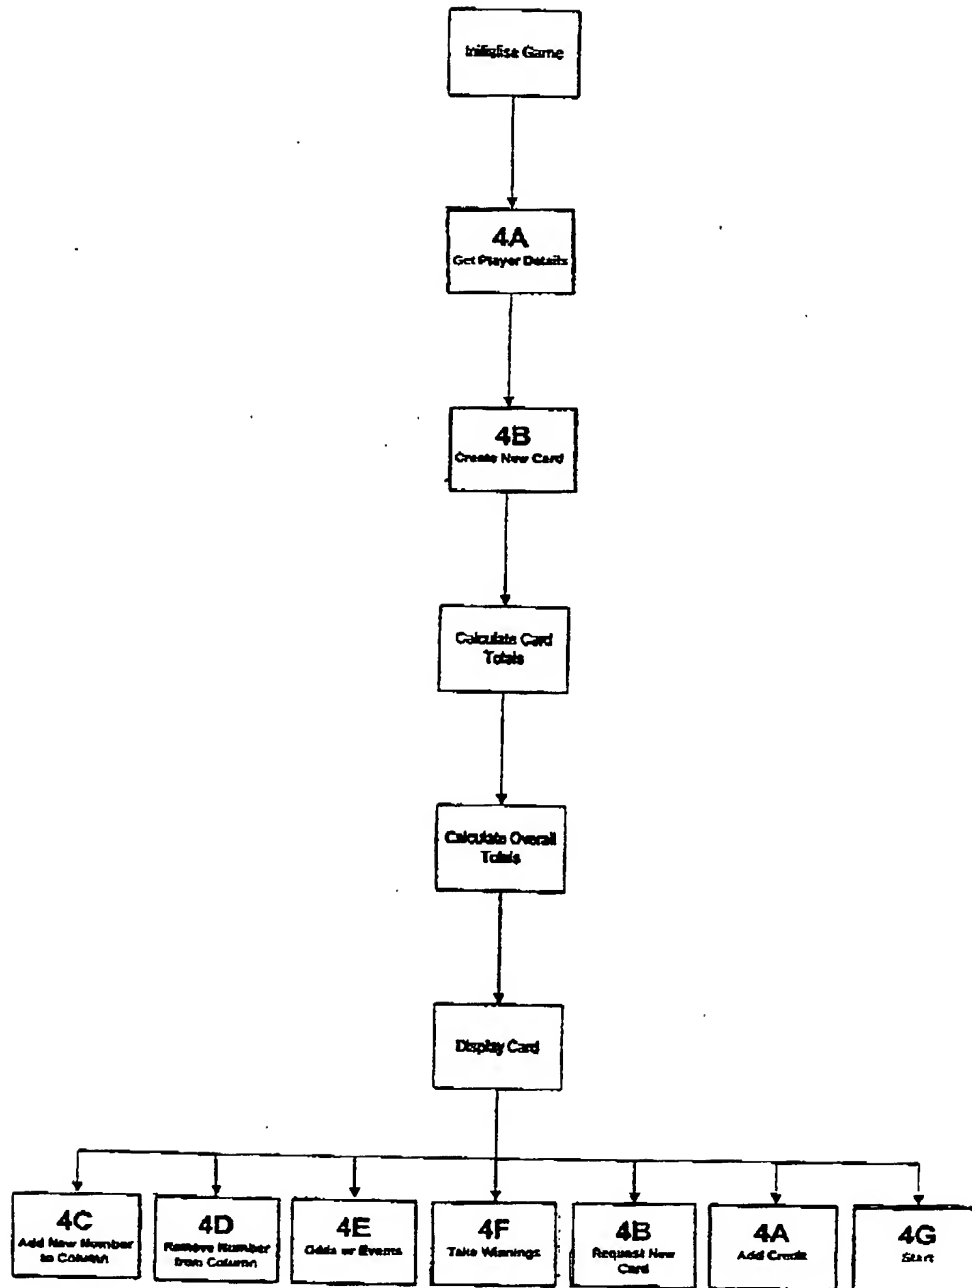 Initialise Game
4A
Get Player Details
4B
Create New Card
Calculate Card
Totals
Calculate Overall
Totals
Display Card
4C
Add New Number
to Column
4D
Remove Number
from Column
4E
Odds or Events
4F
Take Winnings
4B
Request New
Card
4A
Add Credit
4G
Start